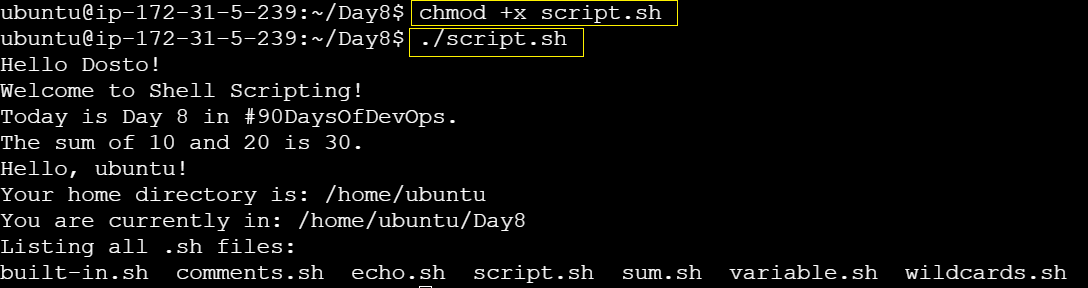 ubuntu@ip-172-31-5-239:~/Day8$ chmod +x script.sh
ubuntu@ip-172-31-5-239:~/Day8$ ./script.sh
Hello Dosto!
Welcome to Shell Scripting!
Today is Day 8 in #90DaysOfDevOps.
The sum of 10 and 20 is 30.
Hello, ubuntu!
Your home directory is: /home/ubuntu
You are currently in: /home/ubuntu/Day8
Listing all .sh files:
built-in.sh  comments.sh  echo.sh  script.sh  sum.sh  variable.sh  wildcards.sh